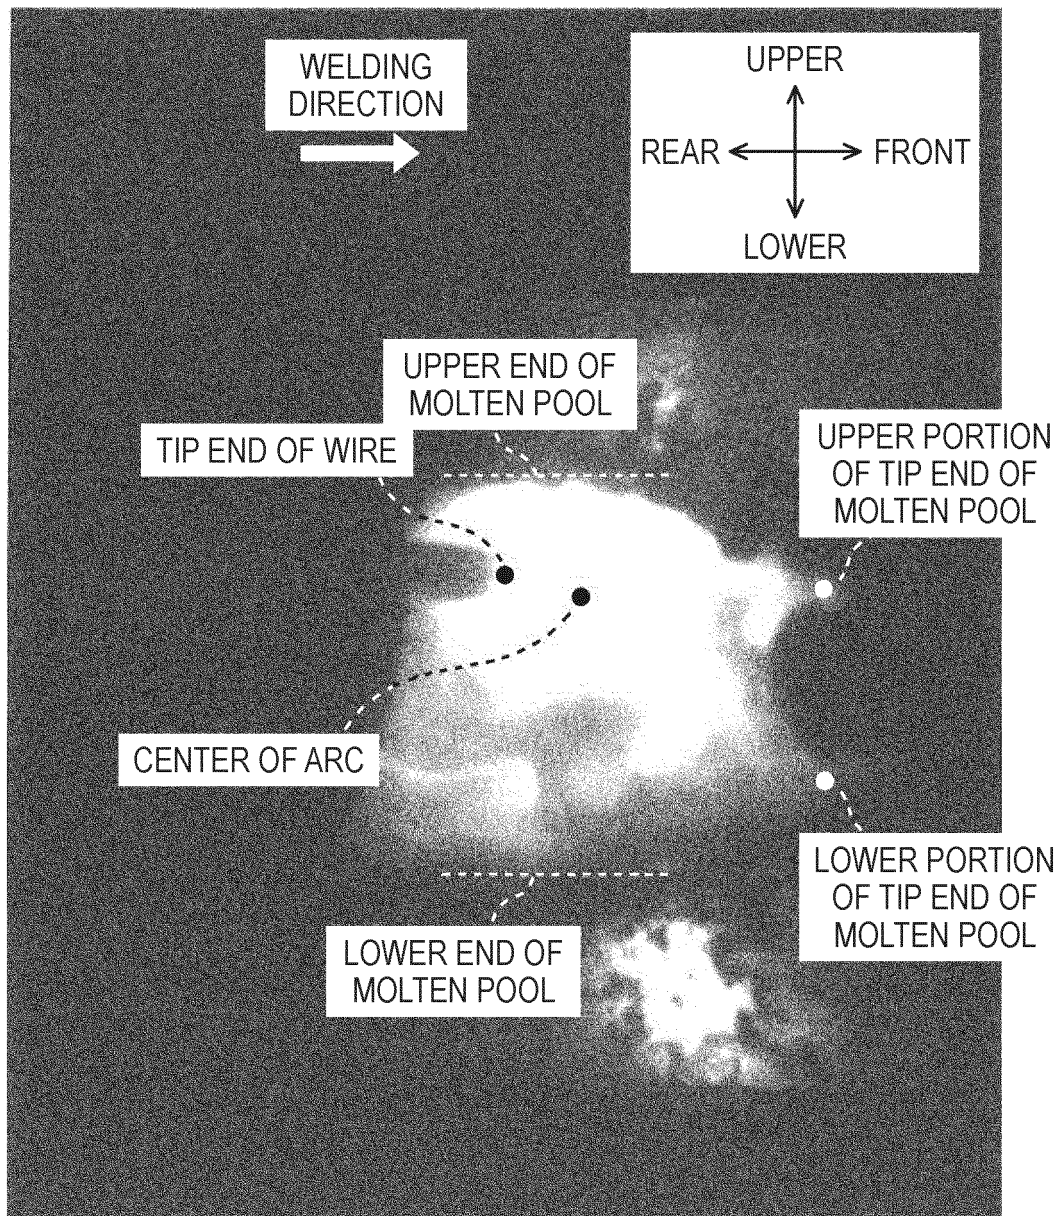 WELDING
DIRECTION
UPPER
REAR
FRONT
LOWER
UPPER END OF
MOLTEN POOL
TIP END OF WIRE
UPPER PORTION
OF TIP END OF
MOLTEN POOL
CENTER OF ARC
LOWER PORTION
OF TIP END OF
MOLTEN POOL
LOWER END OF
MOLTEN POOL